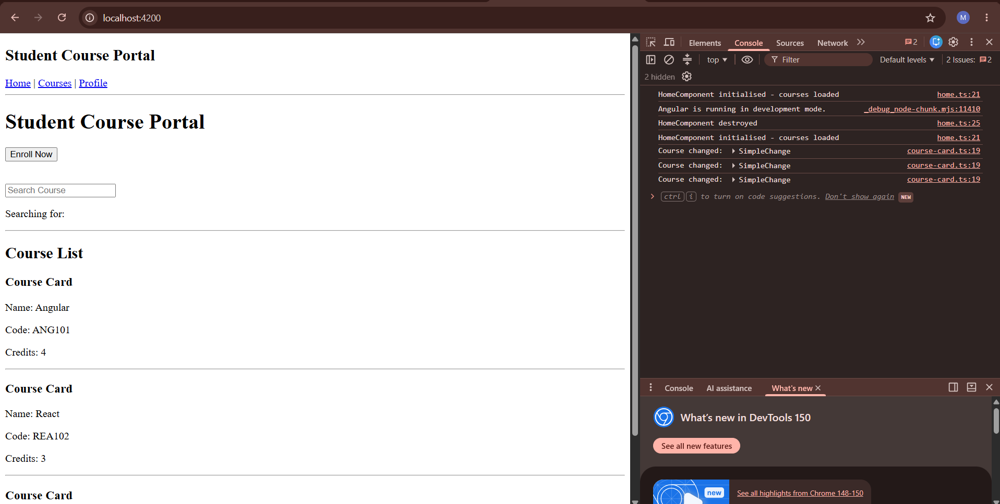 localhost:4200
M
Student Course Portal
Home | Courses | Profile
Student Course Portal
Enroll Now
Search Course
Searching for:
Course List
Course Card
Name: Angular
Code: ANG101
Credits: 4
Course Card
Name: React
Code: REA102
Credits: 3
Course Card
Elements Console Sources Network 2
top Filter Default levels 2 Issues: 2
2 hidden
HomeComponent initialised - courses loaded home.ts:21
Angular is running in development mode. _debug_node-chunk.mjs:11410
HomeComponent destroyed home.ts:25
HomeComponent initialised - courses loaded home.ts:21
Course changed: SimpleChange course-card.ts:19
Course changed: SimpleChange course-card.ts:19
Course changed: SimpleChange course-card.ts:19
ctrl i to turn on code suggestions. Don't show again NEW
Console AI assistance What's new
What's new in DevTools 150
See all new features
new
See all highlights from Chrome 148-150